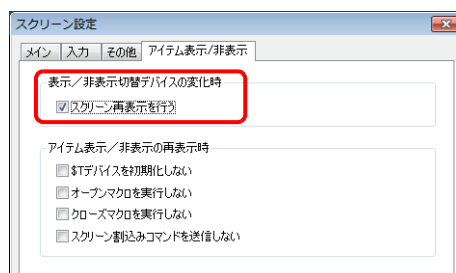 スクリーン設定
メイン 入力 その他 アイテム表示/非表示
表示／非表示切替デバイスの変化時
スクリーン再表示を行う
アイテム表示／非表示の再表示時
$Tデバイスを初期化しない
オープンマクロを実行しない
クローズマクロを実行しない
スクリーン割込みコマンドを送信しない